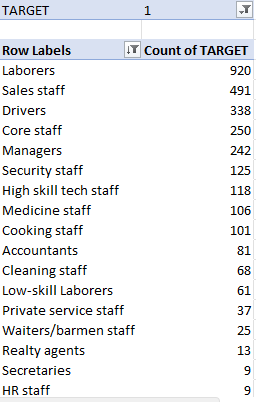 TARGET 1
Row Labels Count of TARGET
Laborers 920
Sales staff 491
Drivers 338
Core staff 250
Managers 242
Security staff 125
High skill tech staff 118
Medicine staff 106
Cooking staff 101
Accountants 81
Cleaning staff 68
Low-skill Laborers 61
Private service staff 37
Waiters/barmen staff 25
Realty agents 13
Secretaries 9
HR staff 9